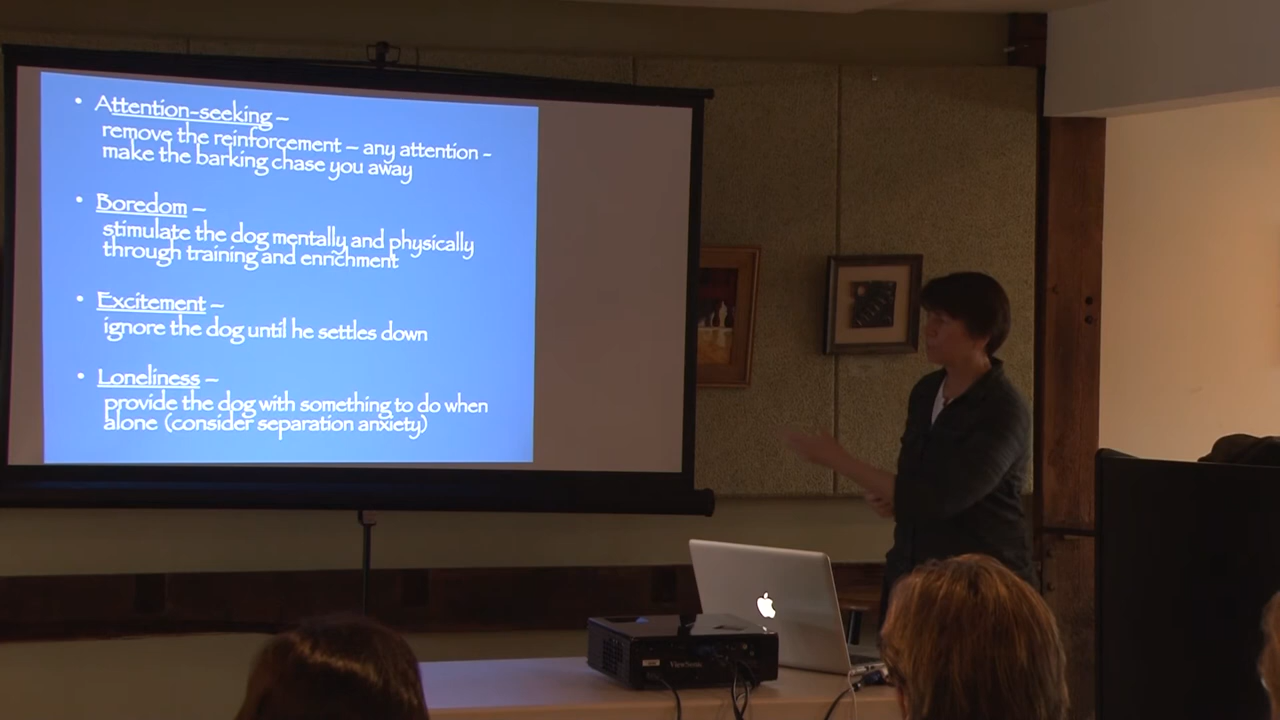 • Attention-seeking –
remove the reinforcement – any attention -
make the barking chase you away
• Boredom –
stimulate the dog mentally and physically
through training and enrichment
• Excitement –
ignore the dog until he settles down
• Loneliness –
provide the dog with something to do when
alone (consider separation anxiety)
ViewSonic